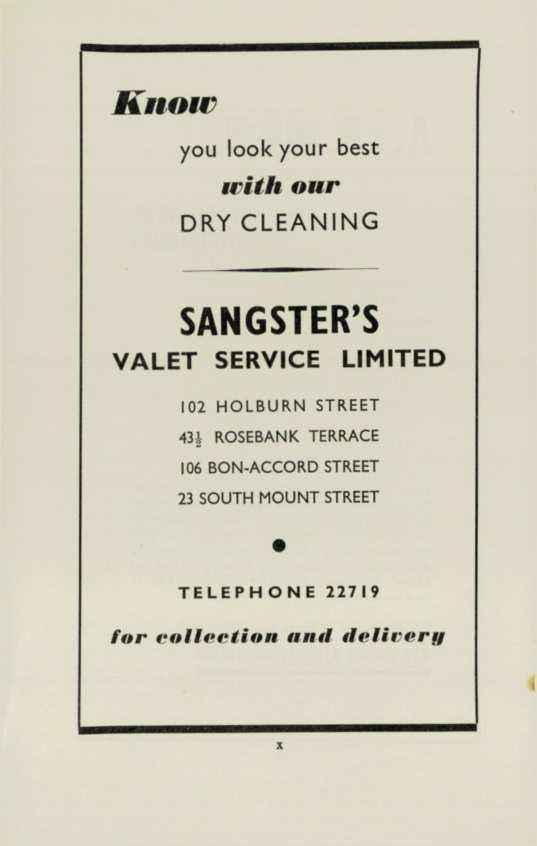 Know
you look your best
with our
DRY CLEANING
SANGSTER'S
VALET SERVICE LIMITED
102 HOLBURN STREET
43½ ROSEBANK TERRACE
106 BON-ACCORD STREET
23 SOUTH MOUNT STREET
TELEPHONE 22719
for collection and delivery
x